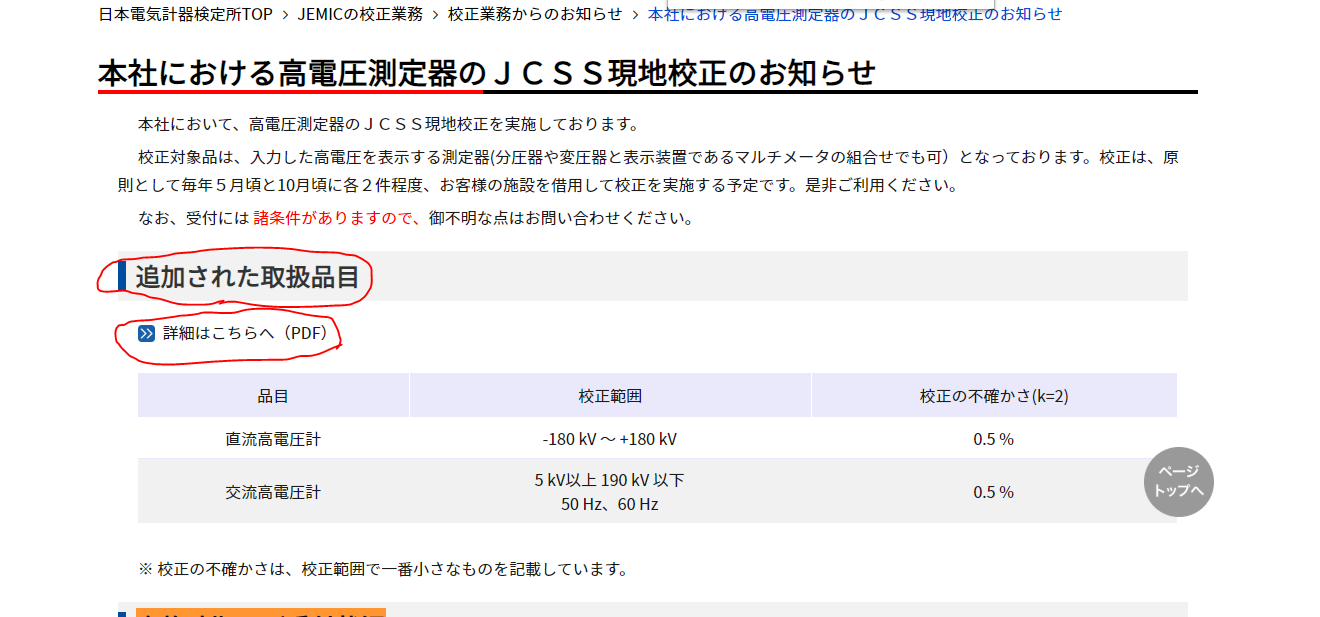 日本電気計器検定所TOP > JEMICの校正業務 > 校正業務からのお知らせ > 本社における高電圧測定器のＪＣＳＳ現地校正のお知らせ
本社における高電圧測定器のＪＣＳＳ現地校正のお知らせ
本社において、高電圧測定器のＪＣＳＳ現地校正を実施しております。
校正対象品は、入力した高電圧を表示する測定器(分圧器や変圧器と表示装置であるマルチメータの組合せでも可）となっております。校正は、原
則として毎年５月頃と10月頃に各２件程度、お客様の施設を借用して校正を実施する予定です。是非ご利用ください。
なお、受付には 諸条件がありますので、御不明な点はお問い合わせください。
追加された取扱品目
詳細はこちらへ（PDF）
品目 校正範囲 校正の不確かさ(k=2)
直流高電圧計 -180 kV ～ +180 kV 0.5 %
交流高電圧計 5 kV以上 190 kV 以下 0.5 %
50 Hz、60 Hz
ページ
トップへ
※ 校正の不確かさは、校正範囲で一番小さなものを記載しています。